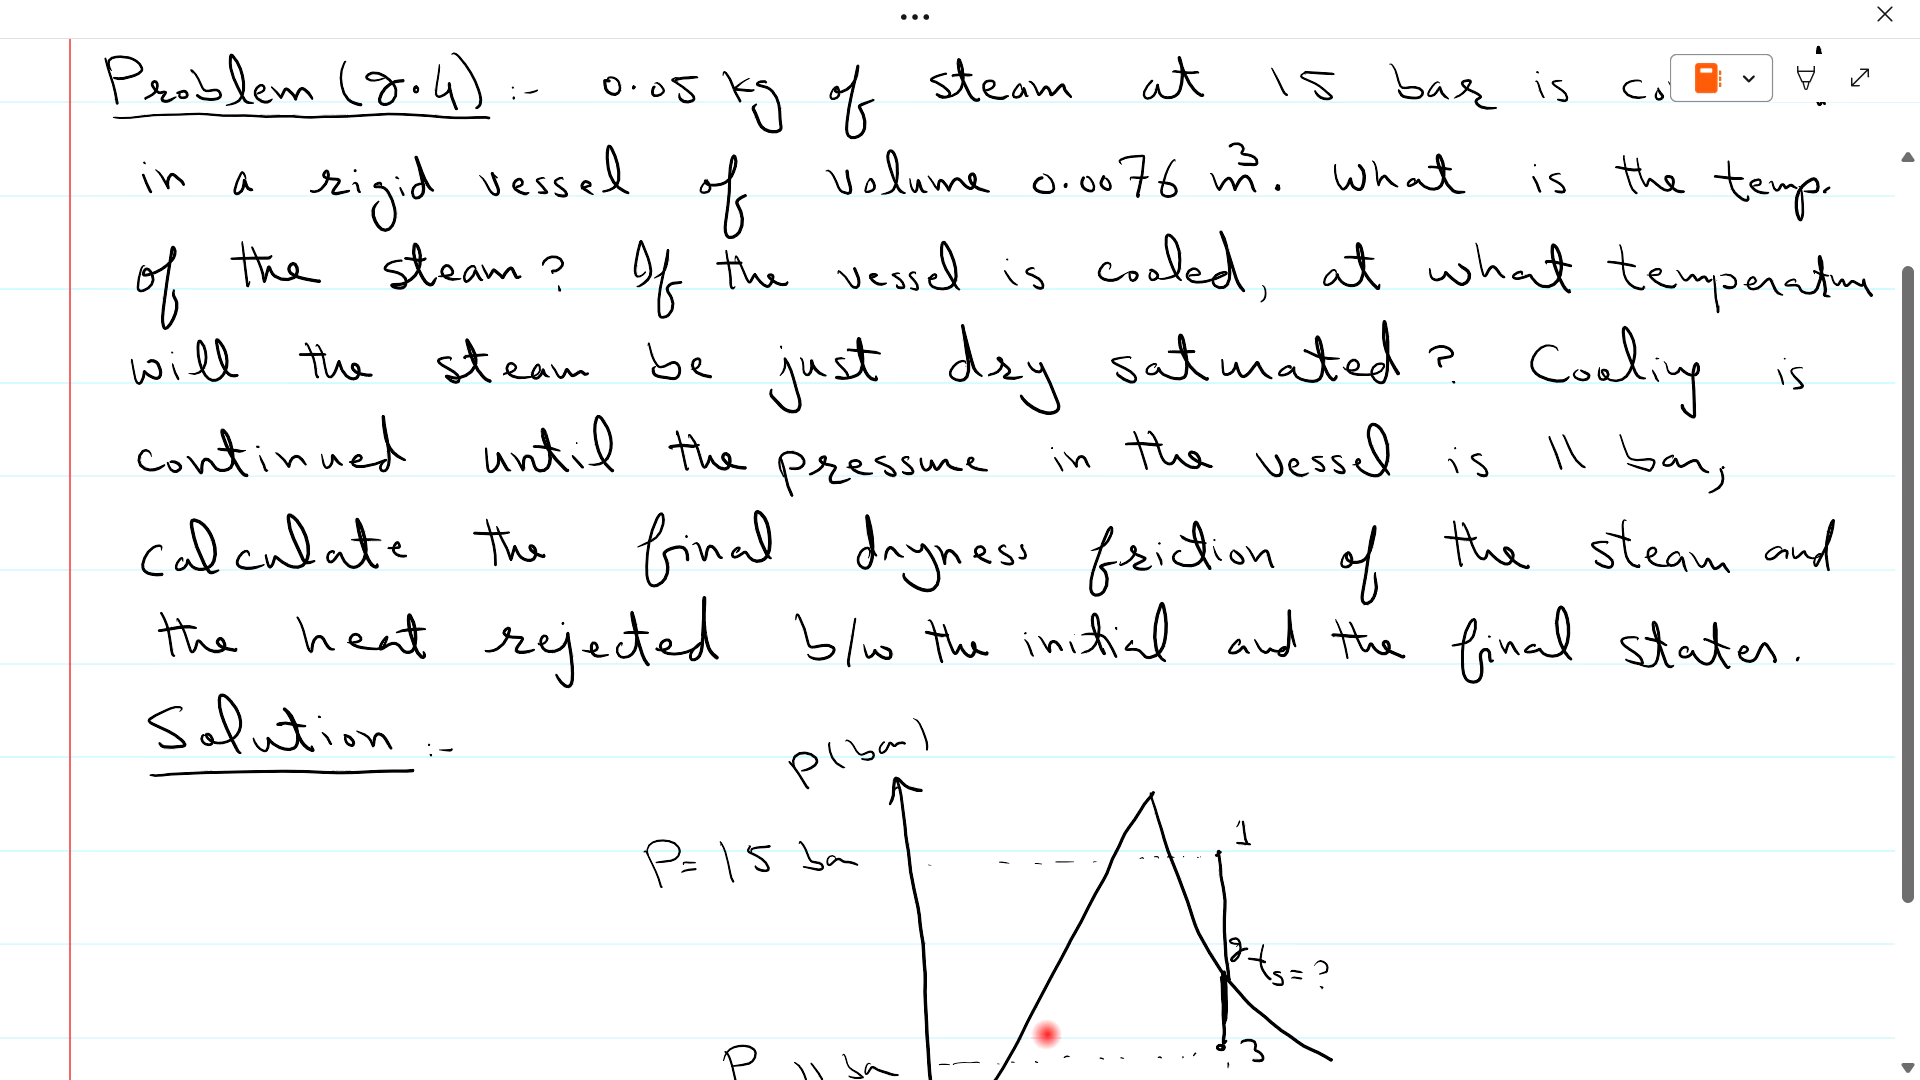 Problem (2.4) :- 0.05 kg of steam at 15 bar is
in a rigid vessel of volume 0.0076 m³. What is the temp.
of the steam? If the vessel is cooled, at what temperature
will the steam be just dry saturated? Cooling is
continued until the pressure in the vessel is 11 bar,
calculate the final dryness friction of the steam and
the heat rejected b/w the initial and the final states.
Solution :-
P(bar)
P = 15 bar
1
2 ts = ?
3
P 11 bar